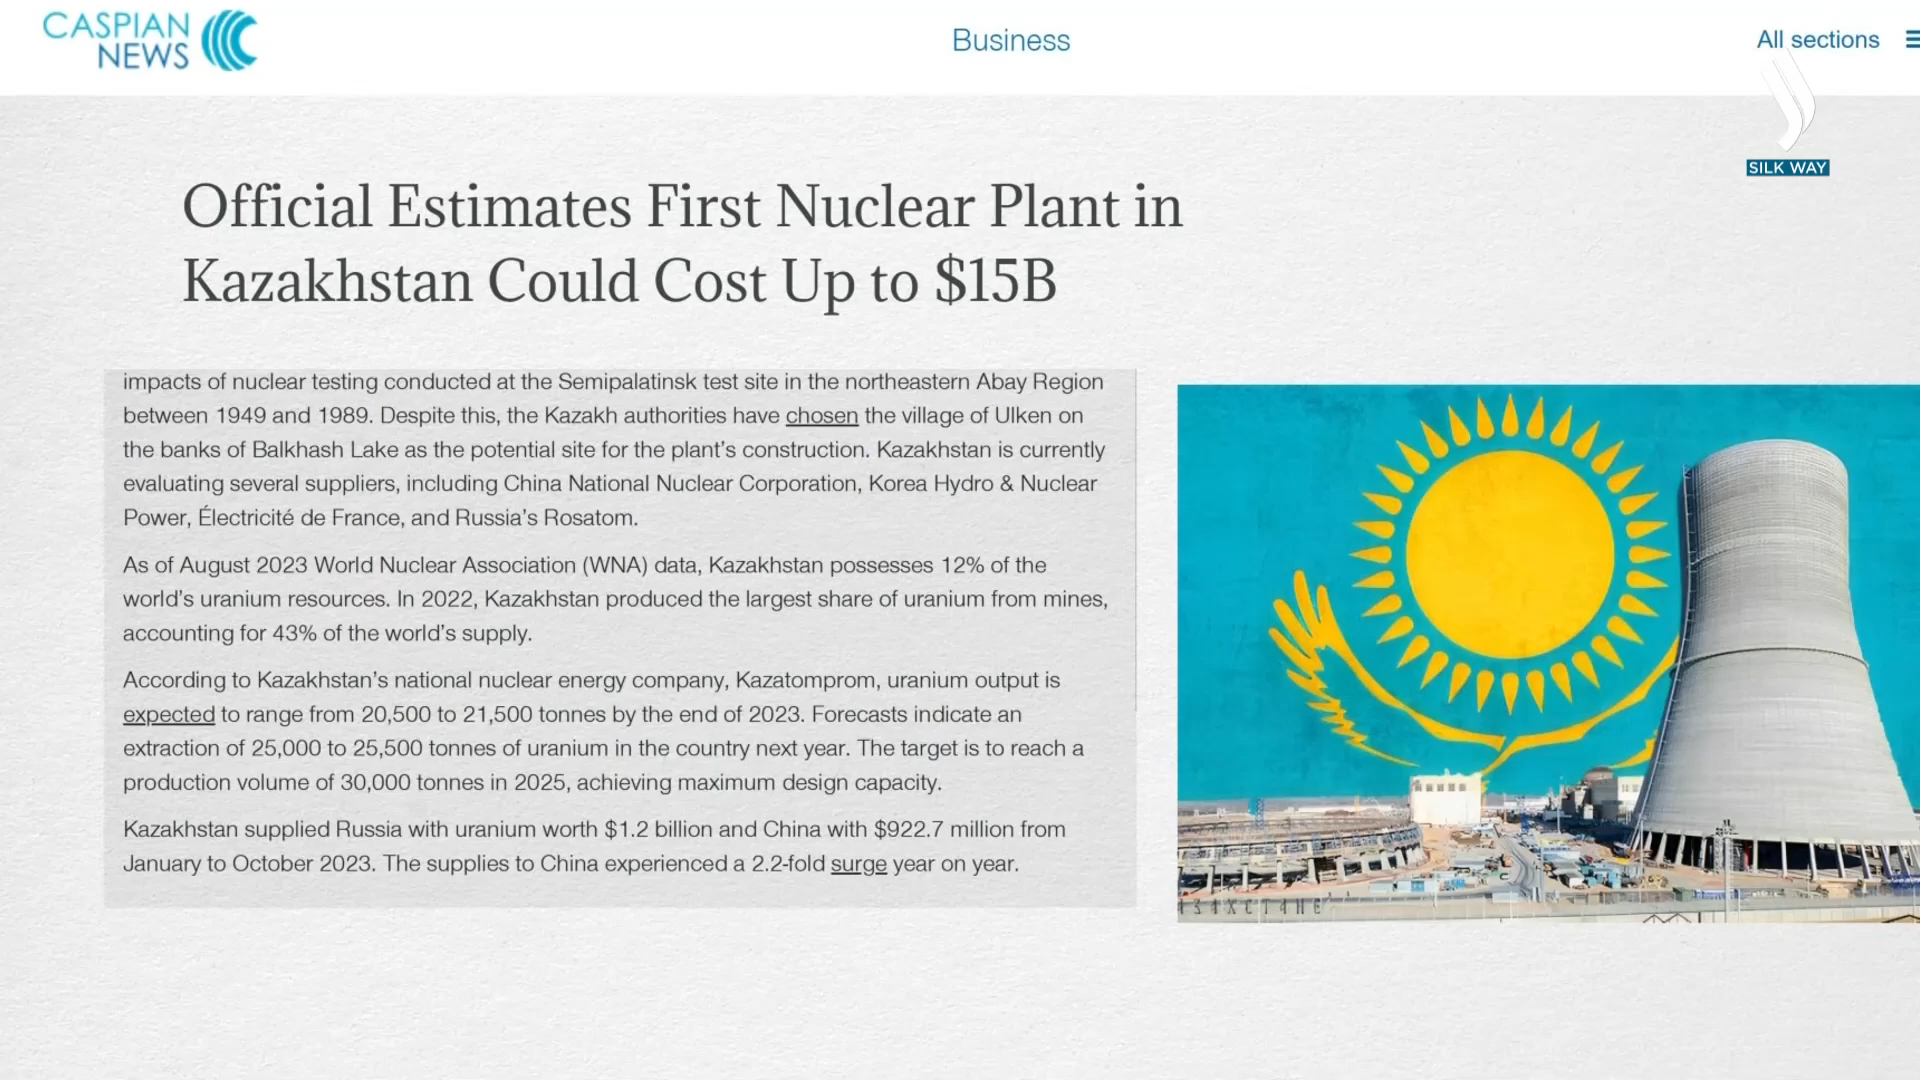 CASPIAN
NEWS
Business
All sections
SILK WAY
Official Estimates First Nuclear Plant in
Kazakhstan Could Cost Up to $15B
impacts of nuclear testing conducted at the Semipalatinsk test site in the northeastern Abay Region
between 1949 and 1989. Despite this, the Kazakh authorities have chosen the village of Ulken on
the banks of Balkhash Lake as the potential site for the plant’s construction. Kazakhstan is currently
evaluating several suppliers, including China National Nuclear Corporation, Korea Hydro & Nuclear
Power, Électricité de France, and Russia’s Rosatom.
As of August 2023 World Nuclear Association (WNA) data, Kazakhstan possesses 12% of the
world’s uranium resources. In 2022, Kazakhstan produced the largest share of uranium from mines,
accounting for 43% of the world’s supply.
According to Kazakhstan’s national nuclear energy company, Kazatomprom, uranium output is
expected to range from 20,500 to 21,500 tonnes by the end of 2023. Forecasts indicate an
extraction of 25,000 to 25,500 tonnes of uranium in the country next year. The target is to reach a
production volume of 30,000 tonnes in 2025, achieving maximum design capacity.
Kazakhstan supplied Russia with uranium worth $1.2 billion and China with $922.7 million from
January to October 2023. The supplies to China experienced a 2.2-fold surge year on year.